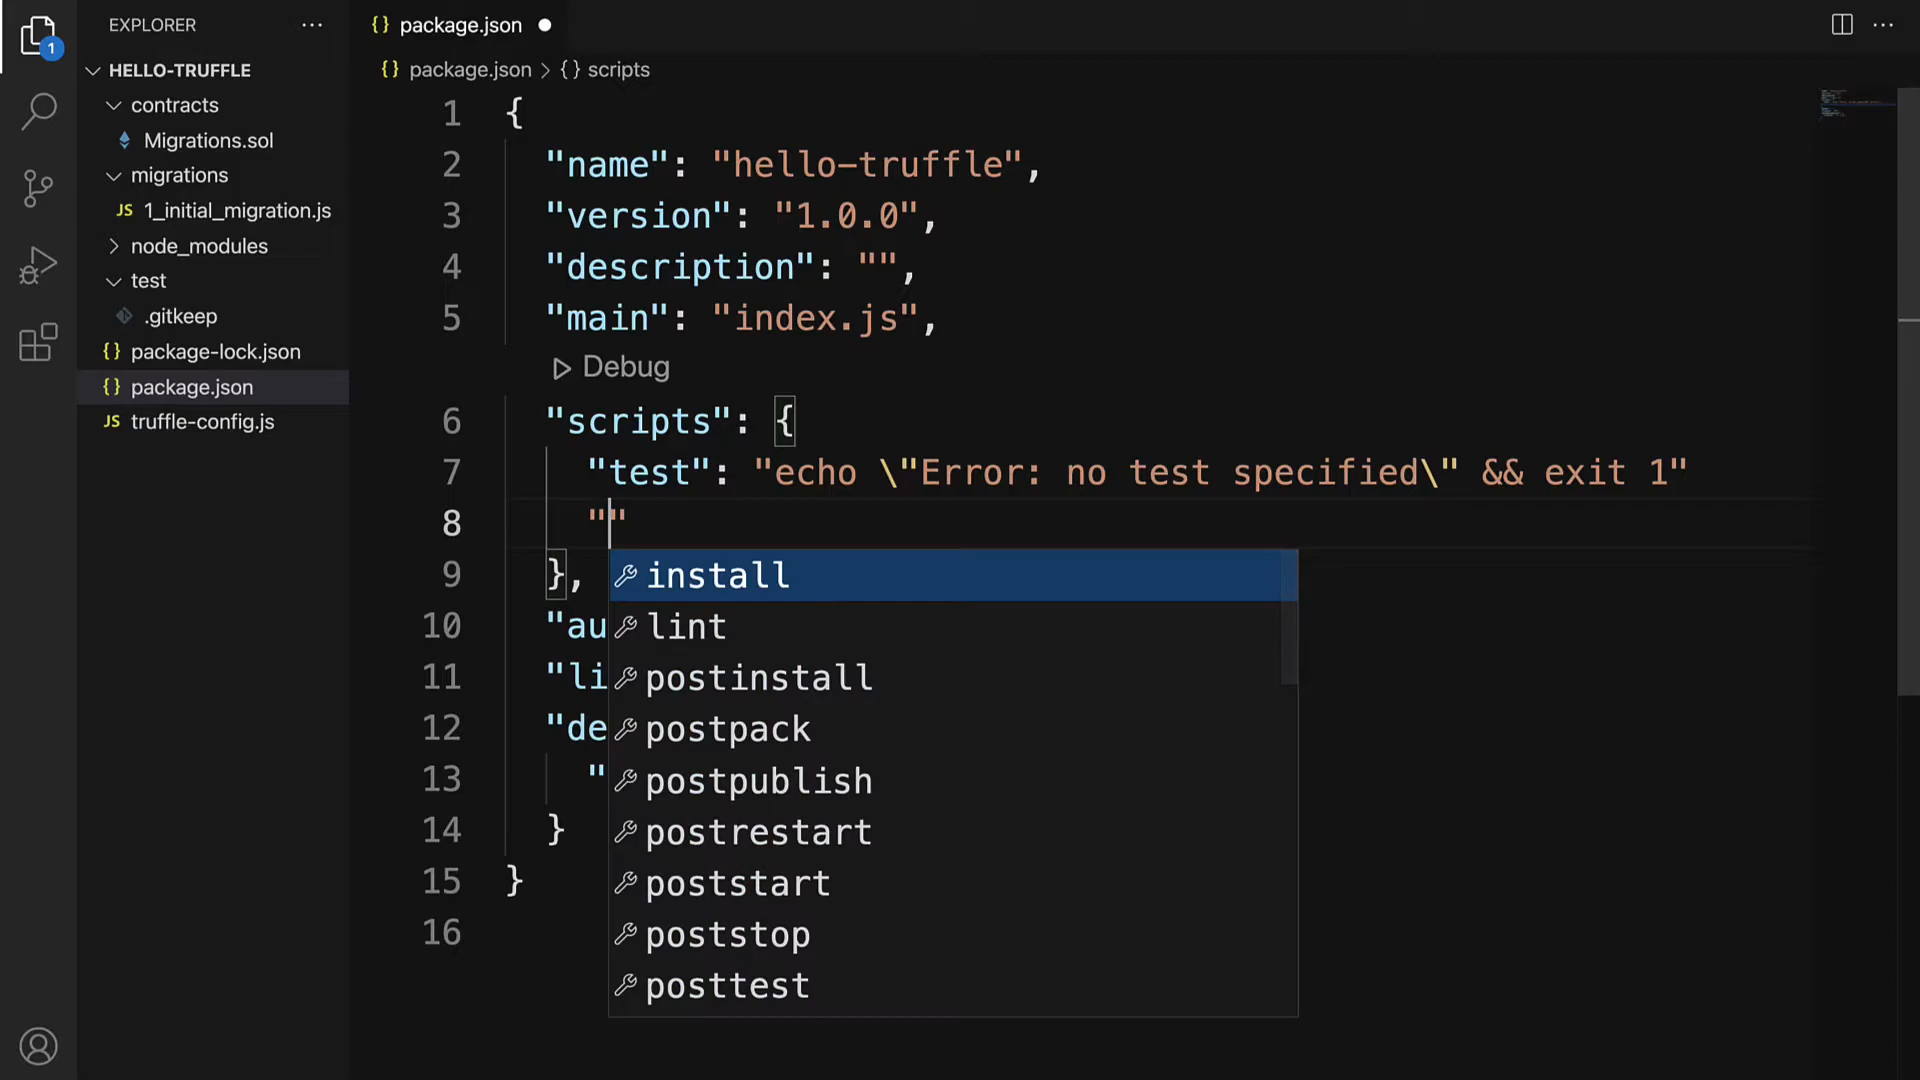 EXPLORER
1
HELLO-TRUFFLE
contracts
Migrations.sol
migrations
JS 1_initial_migration.js
node_modules
test
.gitkeep
{} package-lock.json
{} package.json
JS truffle-config.js
{} package.json
{} package.json > {} scripts
1 {
2 "name": "hello-truffle",
3 "version": "1.0.0",
4 "description": "",
5 "main": "index.js",
Debug
6 "scripts": {
7 "test": "echo \"Error: no test specified\" && exit 1"
8 ""
9 },
10 "au
11 "li
12 "de
13 "
14 }
15 }
16
install
lint
postinstall
postpack
postpublish
postrestart
poststart
poststop
posttest